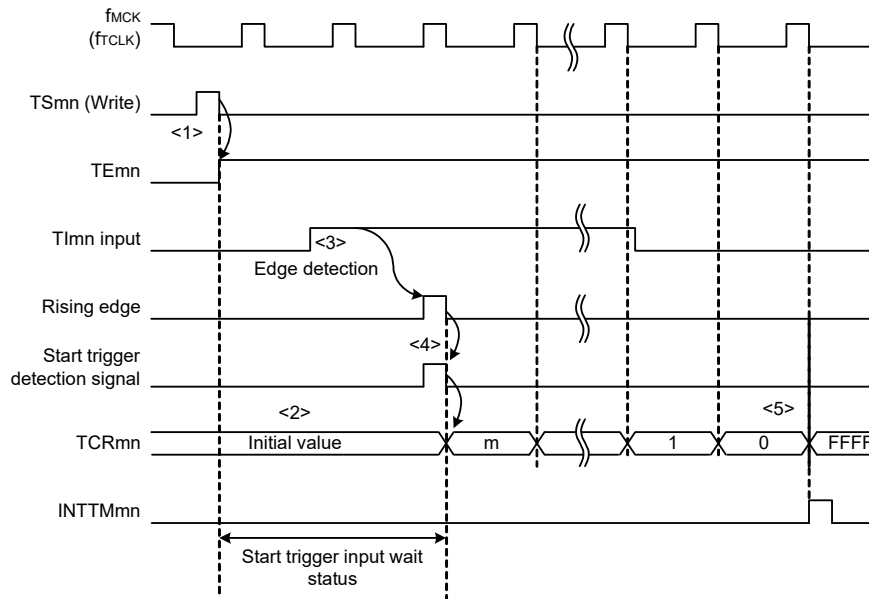 fMCK
(fTCLK)
TSmn (Write)
<1>
TEmn
TImn input
<3>
Edge detection
Rising edge
<4>
Start trigger
detection signal
<2>
<5>
TCRmn
Initial value
m
1
0
FFFF
INTTMmn
Start trigger input wait
status